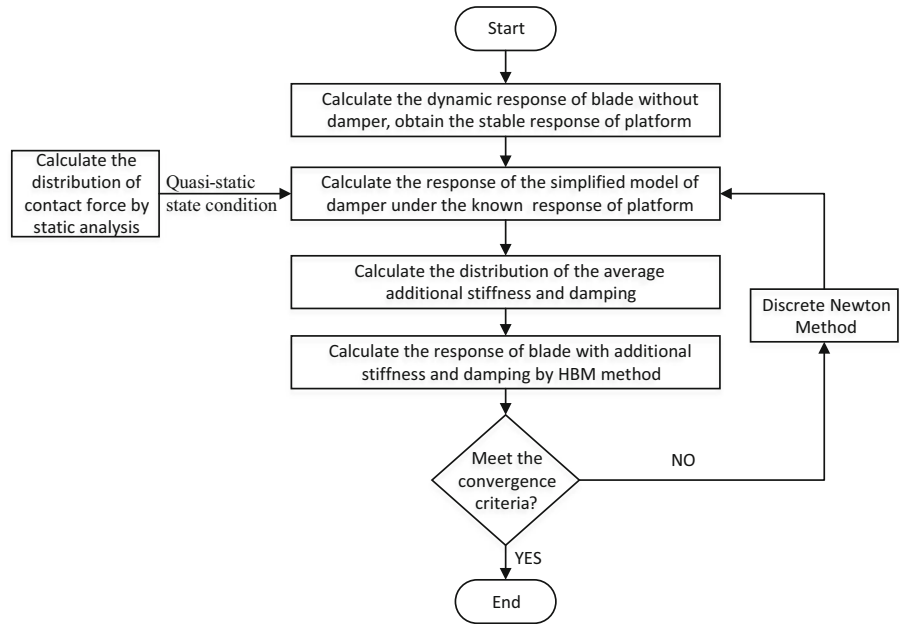 Start
Calculate the dynamic response of blade without
damper, obtain the stable response of platform
Calculate the
distribution of
contact force by
static analysis
Quasi-static
state condition
Calculate the response of the simplified model of
damper under the known response of platform
Calculate the distribution of the average
additional stiffness and damping
Discrete Newton
Method
Calculate the response of blade with additional
stiffness and damping by HBM method
Meet the
convergence
criteria?
NO
YES
End